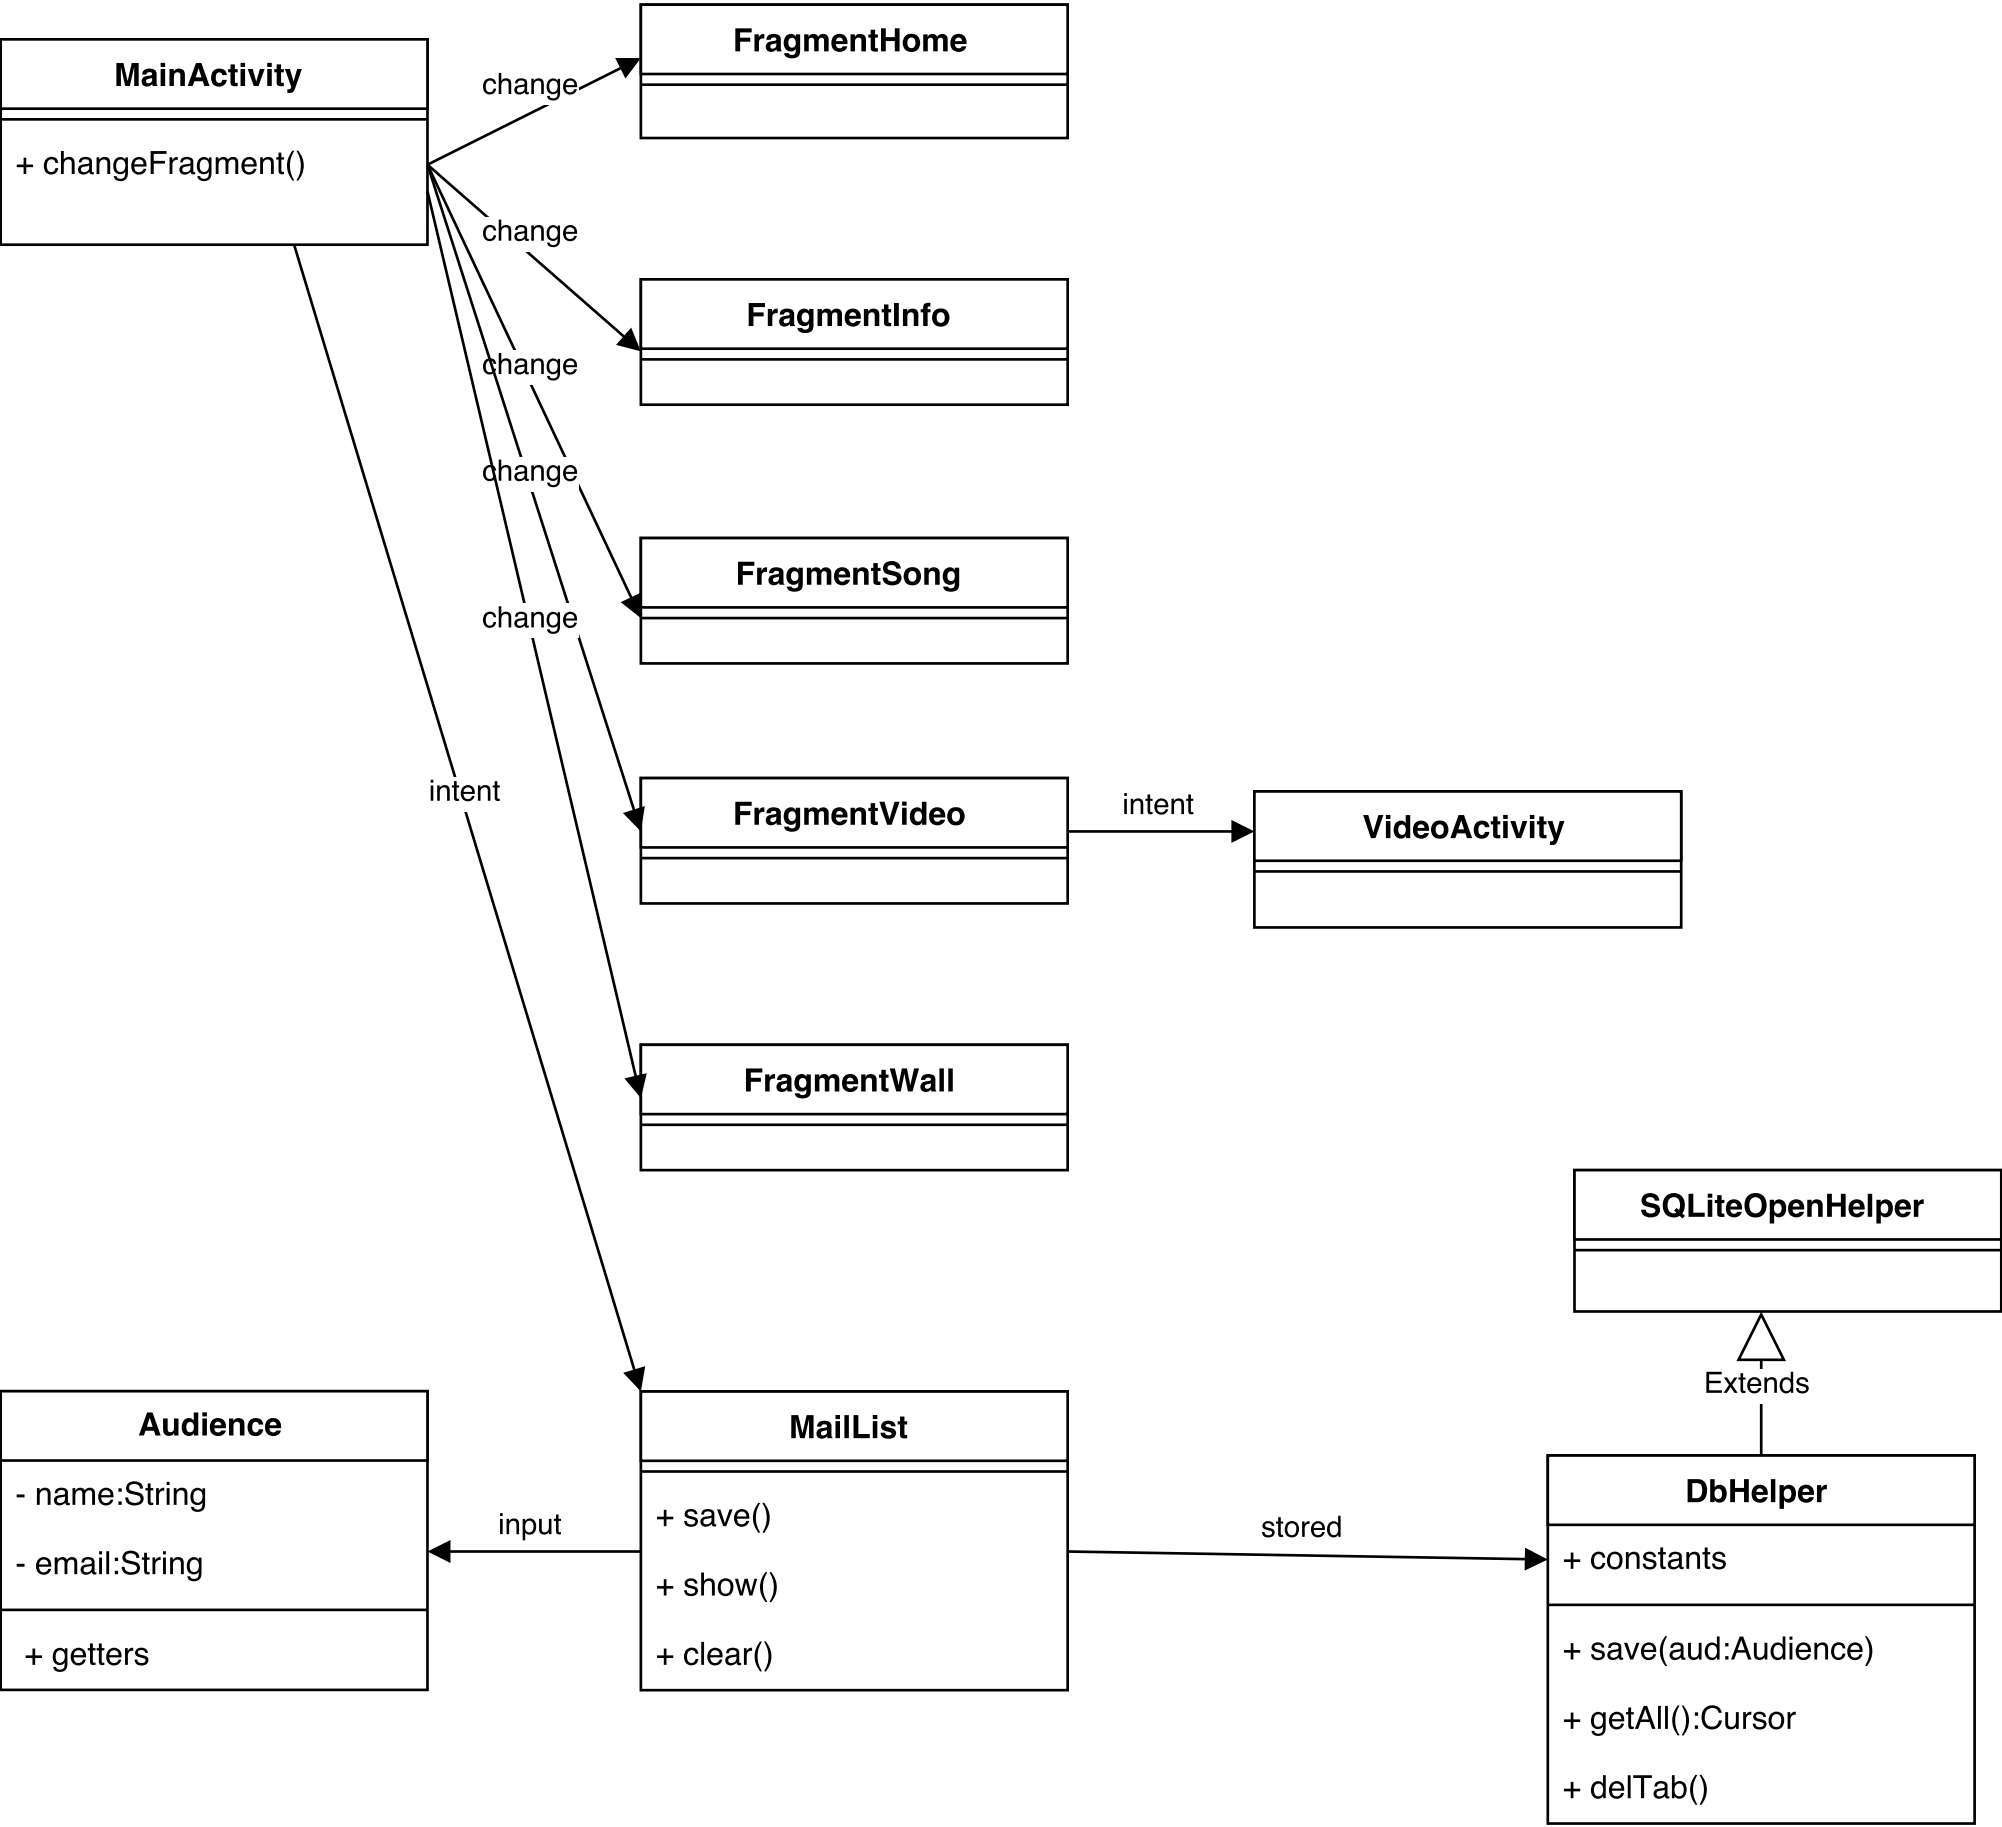 MainActivity
+ changeFragment()
FragmentHome
change
change
FragmentInfo
change
change
FragmentSong
change
intent
FragmentVideo
intent
VideoActivity
FragmentWall
SQLiteOpenHelper
Extends
Audience
- name:String
- email:String
+ getters
input
MailList
+ save()
+ show()
+ clear()
stored
DbHelper
+ constants
+ save(aud:Audience)
+ getAll():Cursor
+ delTab()